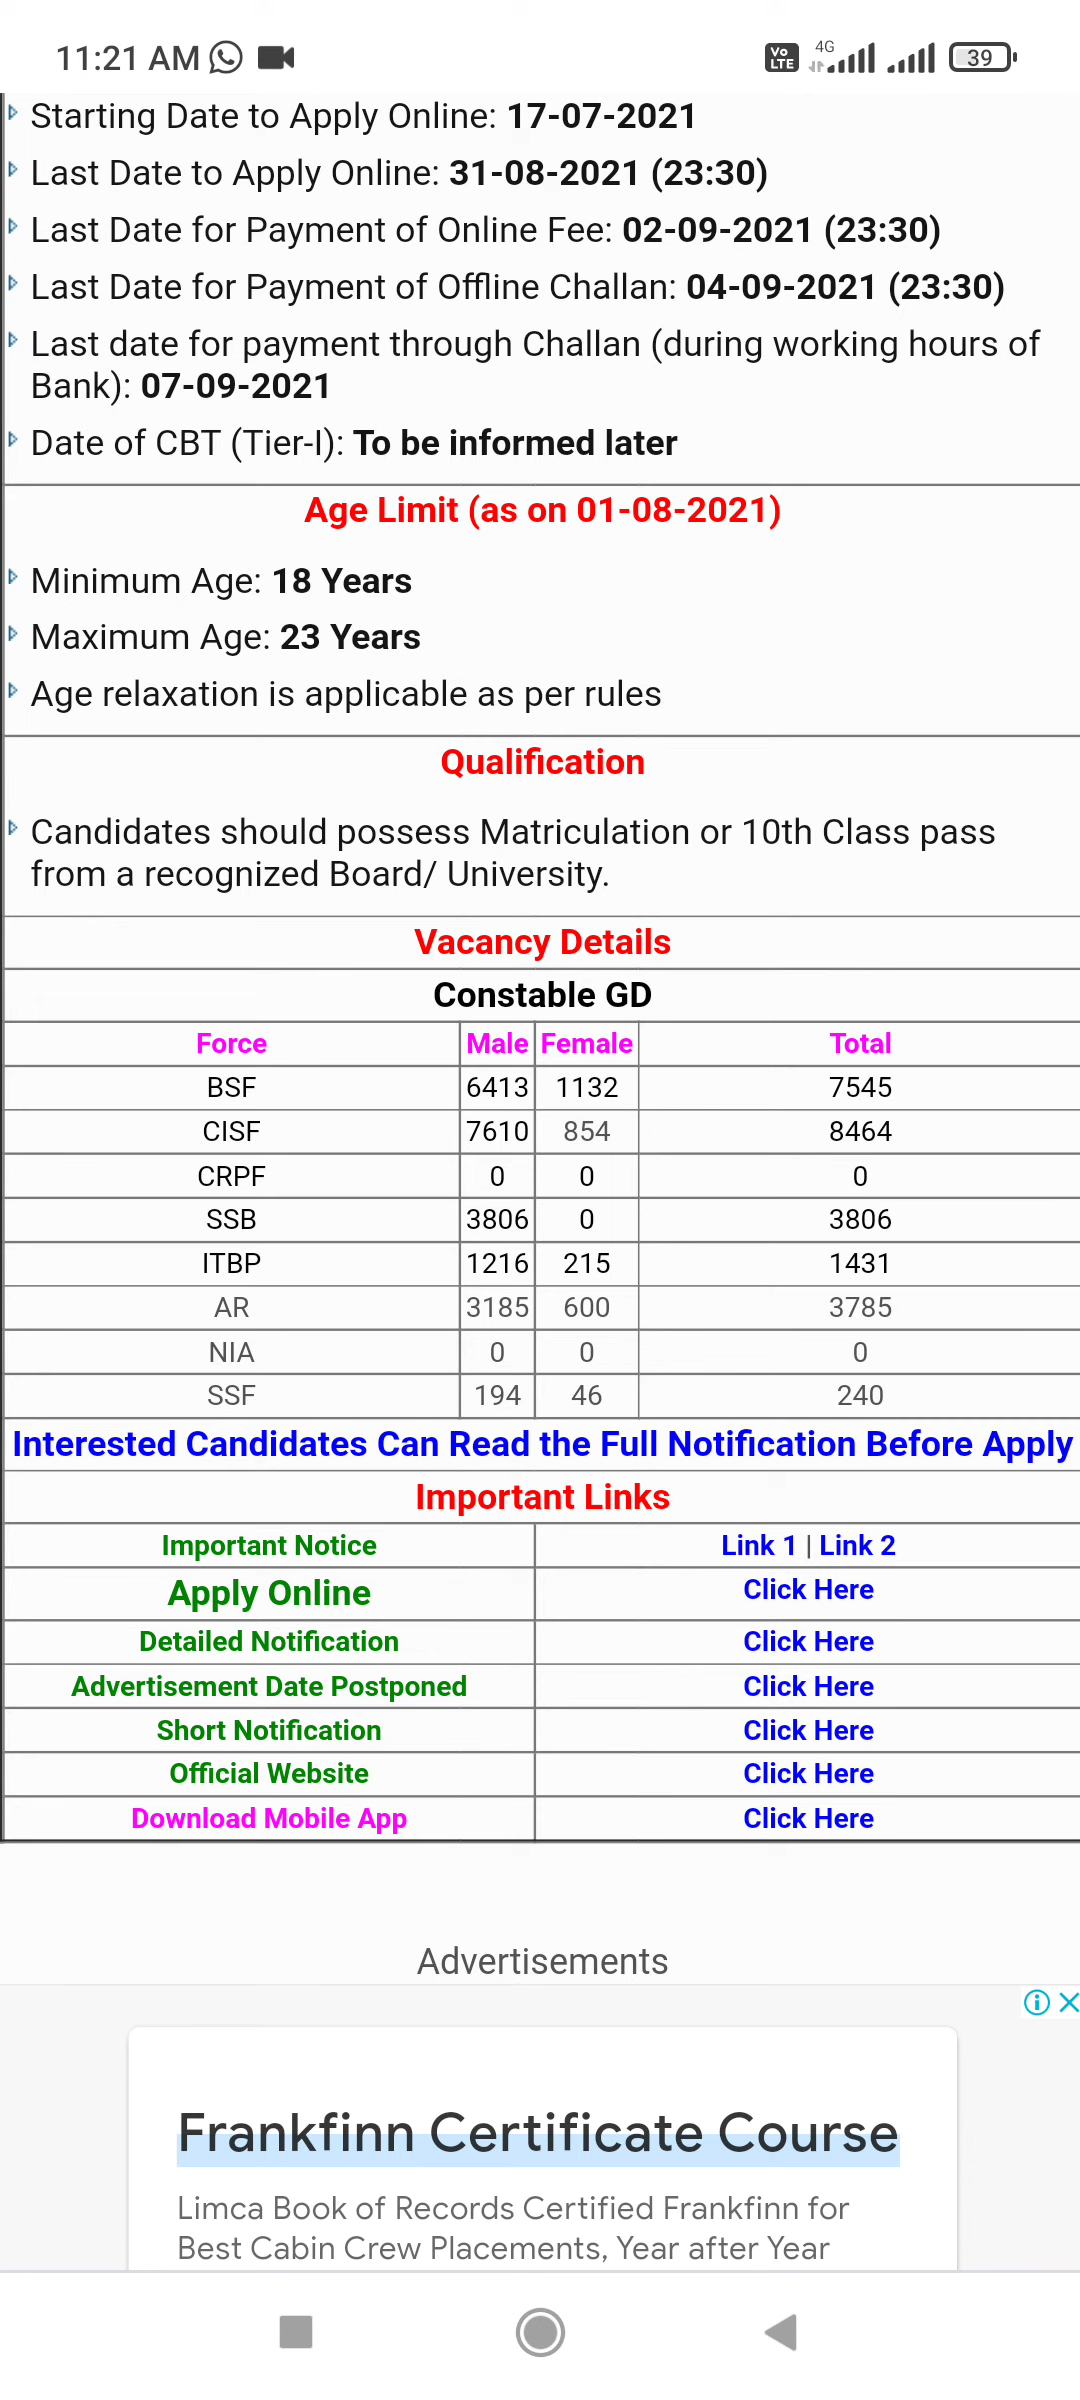 11:21 AM
Vo LTE 4G 39
Starting Date to Apply Online: 17-07-2021
Last Date to Apply Online: 31-08-2021 (23:30)
Last Date for Payment of Online Fee: 02-09-2021 (23:30)
Last Date for Payment of Offline Challan: 04-09-2021 (23:30)
Last date for payment through Challan (during working hours of
Bank): 07-09-2021
Date of CBT (Tier-I): To be informed later
Age Limit (as on 01-08-2021)
Minimum Age: 18 Years
Maximum Age: 23 Years
Age relaxation is applicable as per rules
Qualification
Candidates should possess Matriculation or 10th Class pass
from a recognized Board/ University.
Vacancy Details
Constable GD
Force Male Female Total
BSF 6413 1132 7545
CISF 7610 854 8464
CRPF 0 0 0
SSB 3806 0 3806
ITBP 1216 215 1431
AR 3185 600 3785
NIA 0 0 0
SSF 194 46 240
Interested Candidates Can Read the Full Notification Before Apply
Important Links
Important Notice Link 1 | Link 2
Apply Online Click Here
Detailed Notification Click Here
Advertisement Date Postponed Click Here
Short Notification Click Here
Official Website Click Here
Download Mobile App Click Here
Advertisements
Frankfinn Certificate Course
Limca Book of Records Certified Frankfinn for
Best Cabin Crew Placements, Year after Year